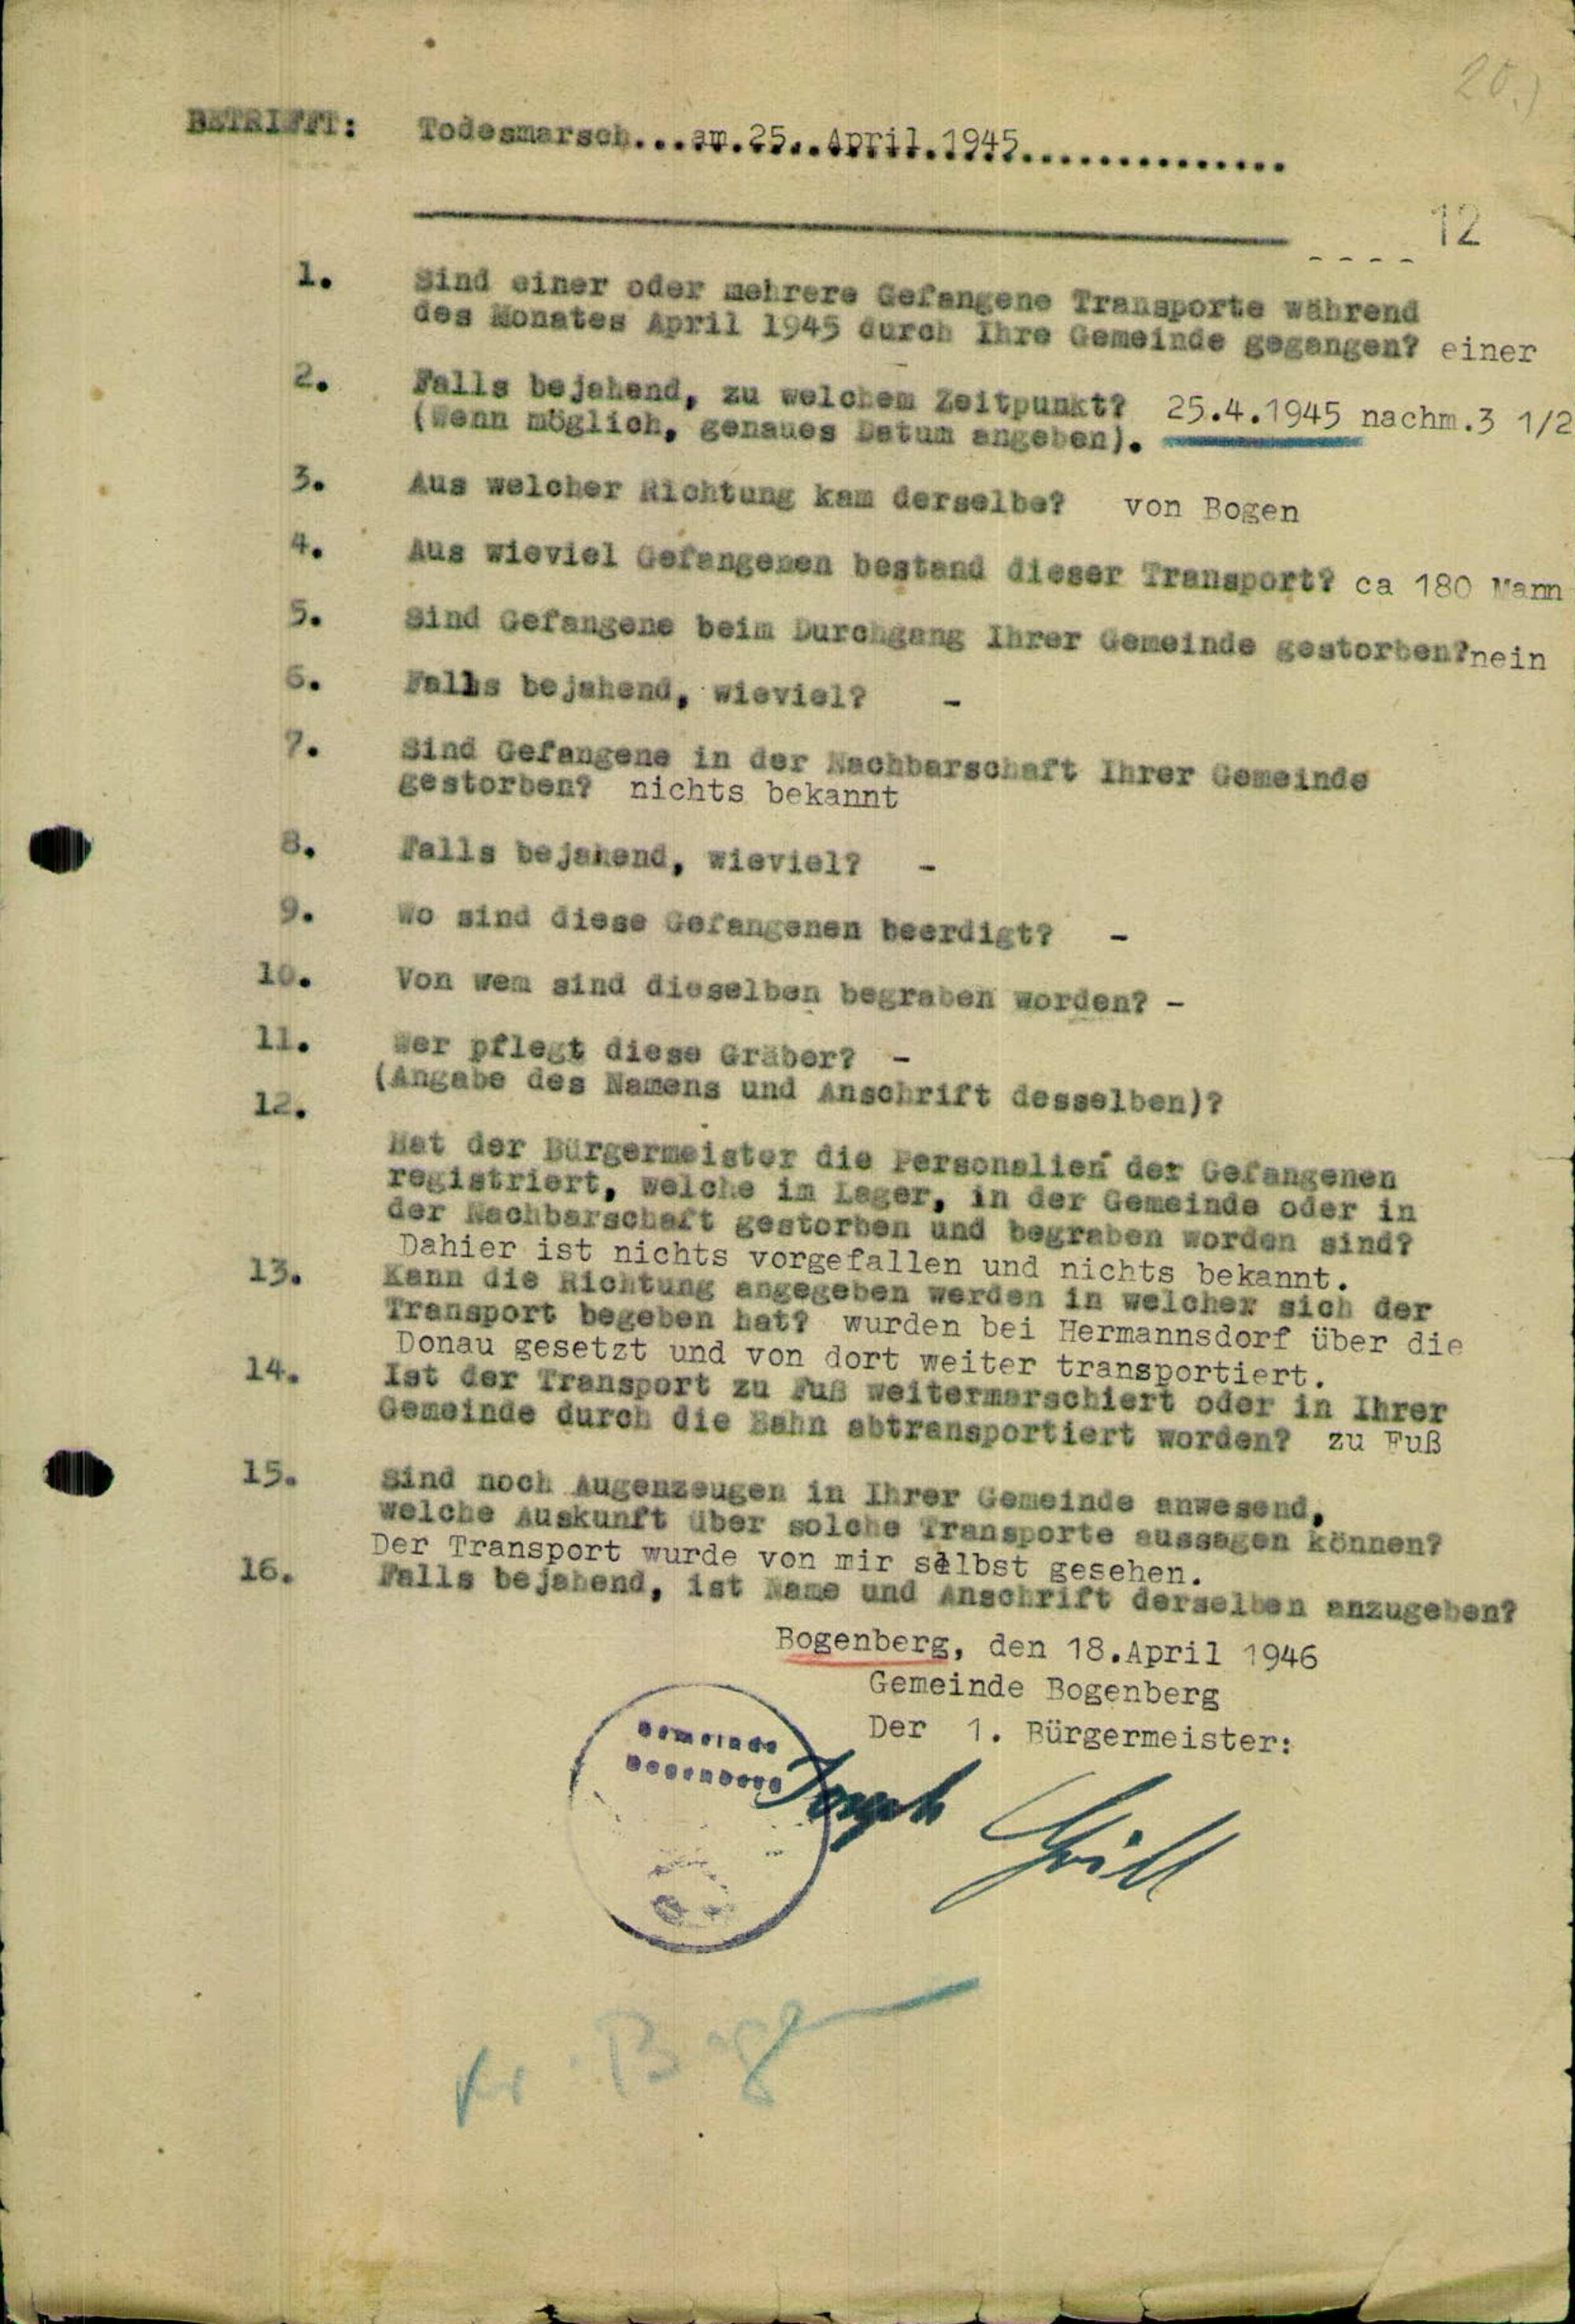 20.)
BETRIFFT: Todesmarsch...am.25..April.1945...............
12
1. Sind einer oder mehrere Gefangene Transporte während
des Monates April 1945 durch Ihre Gemeinde gegangen? einer
2. Falls bejahend, zu welchem Zeitpunkt? 25.4.1945 nachm.3 1/2
(Wenn möglich, genaues Datum angeben).
3. Aus welcher Richtung kam derselbe? von Bogen
4. Aus wieviel Gefangenen bestand dieser Transport? ca 180 Mann
5. Sind Gefangene beim Durchgang Ihrer Gemeinde gestorben?nein
6. Falls bejahend, wieviel? -
7. Sind Gefangene in der Nachbarschaft Ihrer Gemeinde
gestorben? nichts bekannt
8. Falls bejahend, wieviel? -
9. Wo sind diese Gefangenen beerdigt? -
10. Von wem sind dieselben begraben worden? -
11. Wer pflegt diese Gräber? -
(Angabe des Namens und Anschrift desselben)?
12.
Hat der Bürgermeister die Personalien der Gefangenen
registriert, welche im Lager, in der Gemeinde oder in
der Nachbarschaft gestorben und begraben worden sind?
Dahier ist nichts vorgefallen und nichts bekannt.
13. Kann die Richtung angegeben werden in welcher sich der
Transport begeben hat? wurden bei Hermannsdorf über die
Donau gesetzt und von dort weiter transportiert.
14. Ist der Transport zu Fuß weitermarschiert oder in Ihrer
Gemeinde durch die Bahn abtransportiert worden? zu Fuß
15. Sind noch Augenzeugen in Ihrer Gemeinde anwesend,
welche Auskunft über solche Transporte aussagen können?
Der Transport wurde von mir selbst gesehen.
16. Falls bejahend, ist Name und Anschrift derselben anzugeben?
Bogenberg, den 18.April 1946
Gemeinde Bogenberg
Der 1. Bürgermeister:
Gemeinde
Bogenberg
Joseph Grill
Kr. Bogen